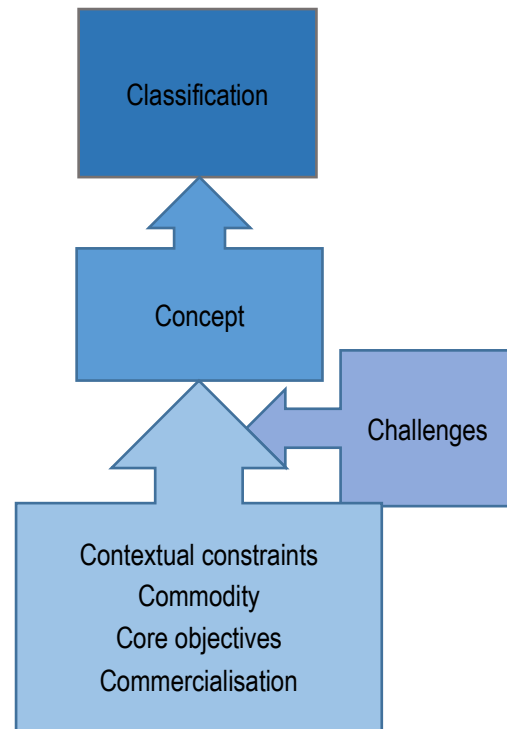 Classification
Concept
Challenges
Contextual constraints
Commodity
Core objectives
Commercialisation